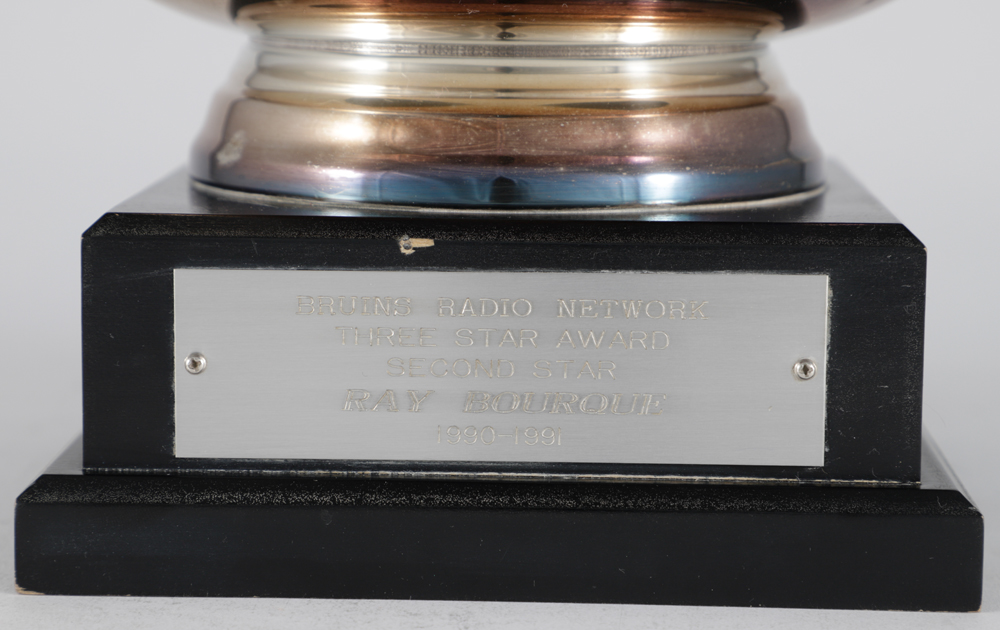 BRUINS RADIO NETWORK
THREE STAR AWARD
SECOND STAR
RAY BOURQUE
1990-1991